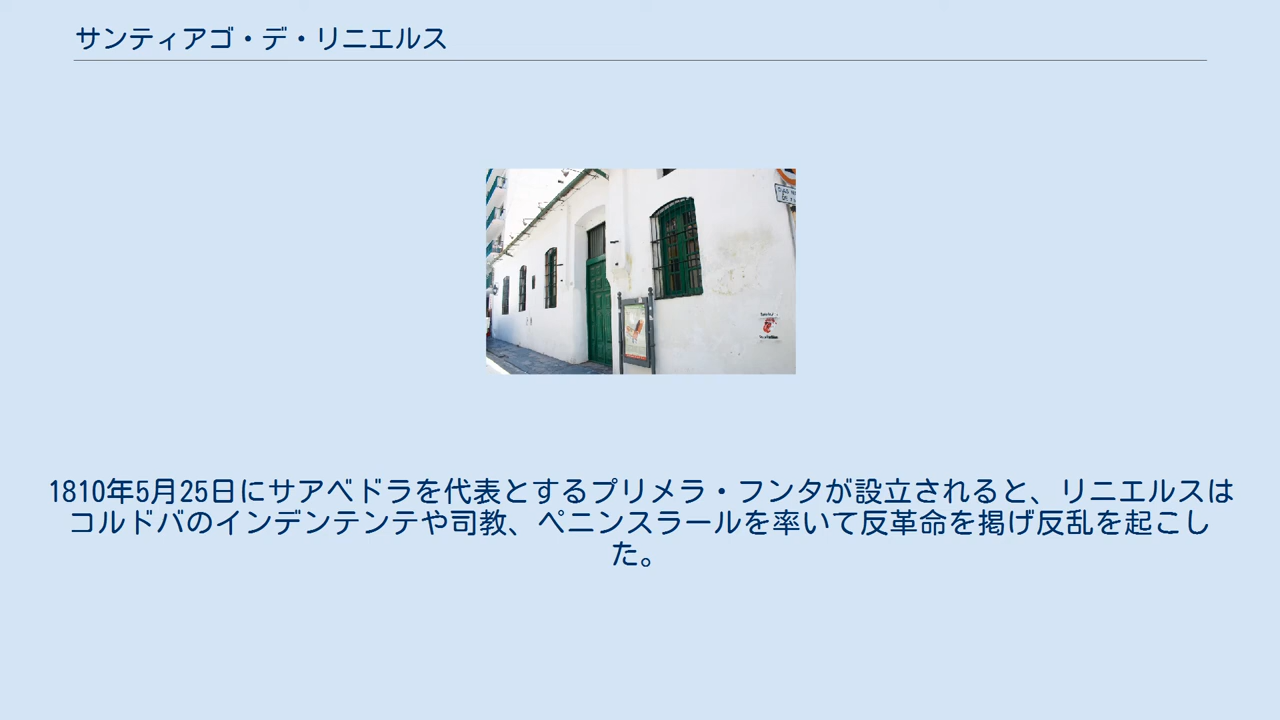 サンティアゴ・デ・リニエルス
1810年5月25日にサアベドラを代表とするプリメラ・フンタが設立されると、リニエルスは
コルドバのインデンテンテや司教、ペニンスラールを率いて反革命を掲げ反乱を起こし
た。